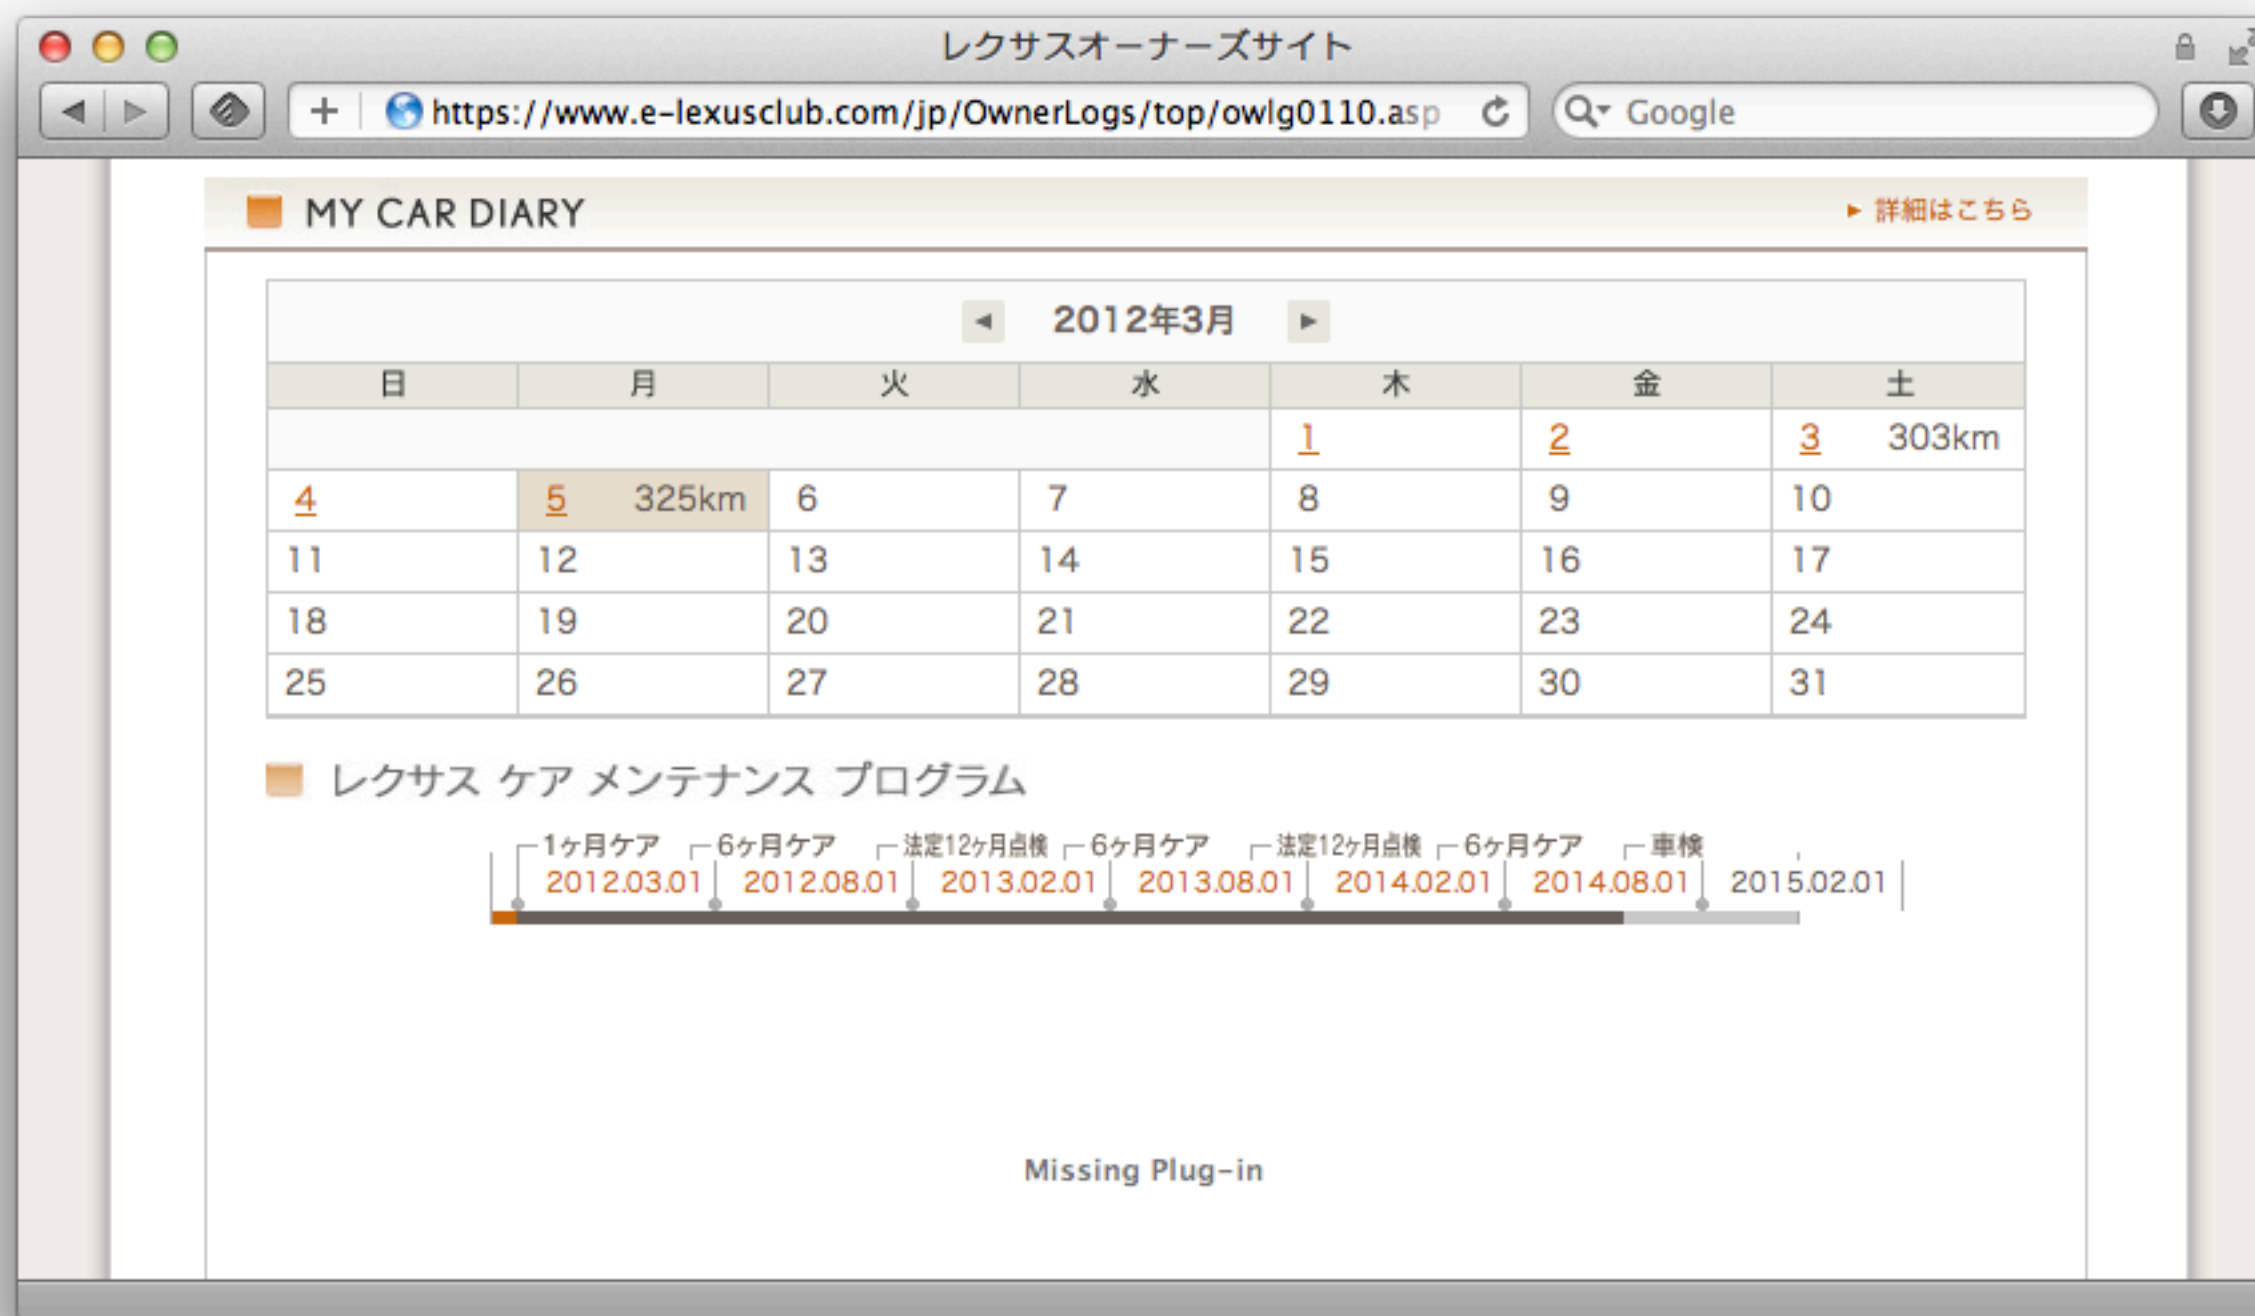 レクサスオーナーズサイト
https://www.e-lexusclub.com/jp/OwnerLogs/top/owlg0110.asp
Google
MY CAR DIARY
詳細はこちら
2012年3月
日 月 火 水 木 金 土
1 2 3 303km
4 5 325km 6 7 8 9 10
11 12 13 14 15 16 17
18 19 20 21 22 23 24
25 26 27 28 29 30 31
レクサス ケア メンテナンス プログラム
1ヶ月ケア 6ヶ月ケア 法定12ヶ月点検 6ヶ月ケア 法定12ヶ月点検 6ヶ月ケア 車検
2012.03.01 2012.08.01 2013.02.01 2013.08.01 2014.02.01 2014.08.01 2015.02.01
Missing Plug-in